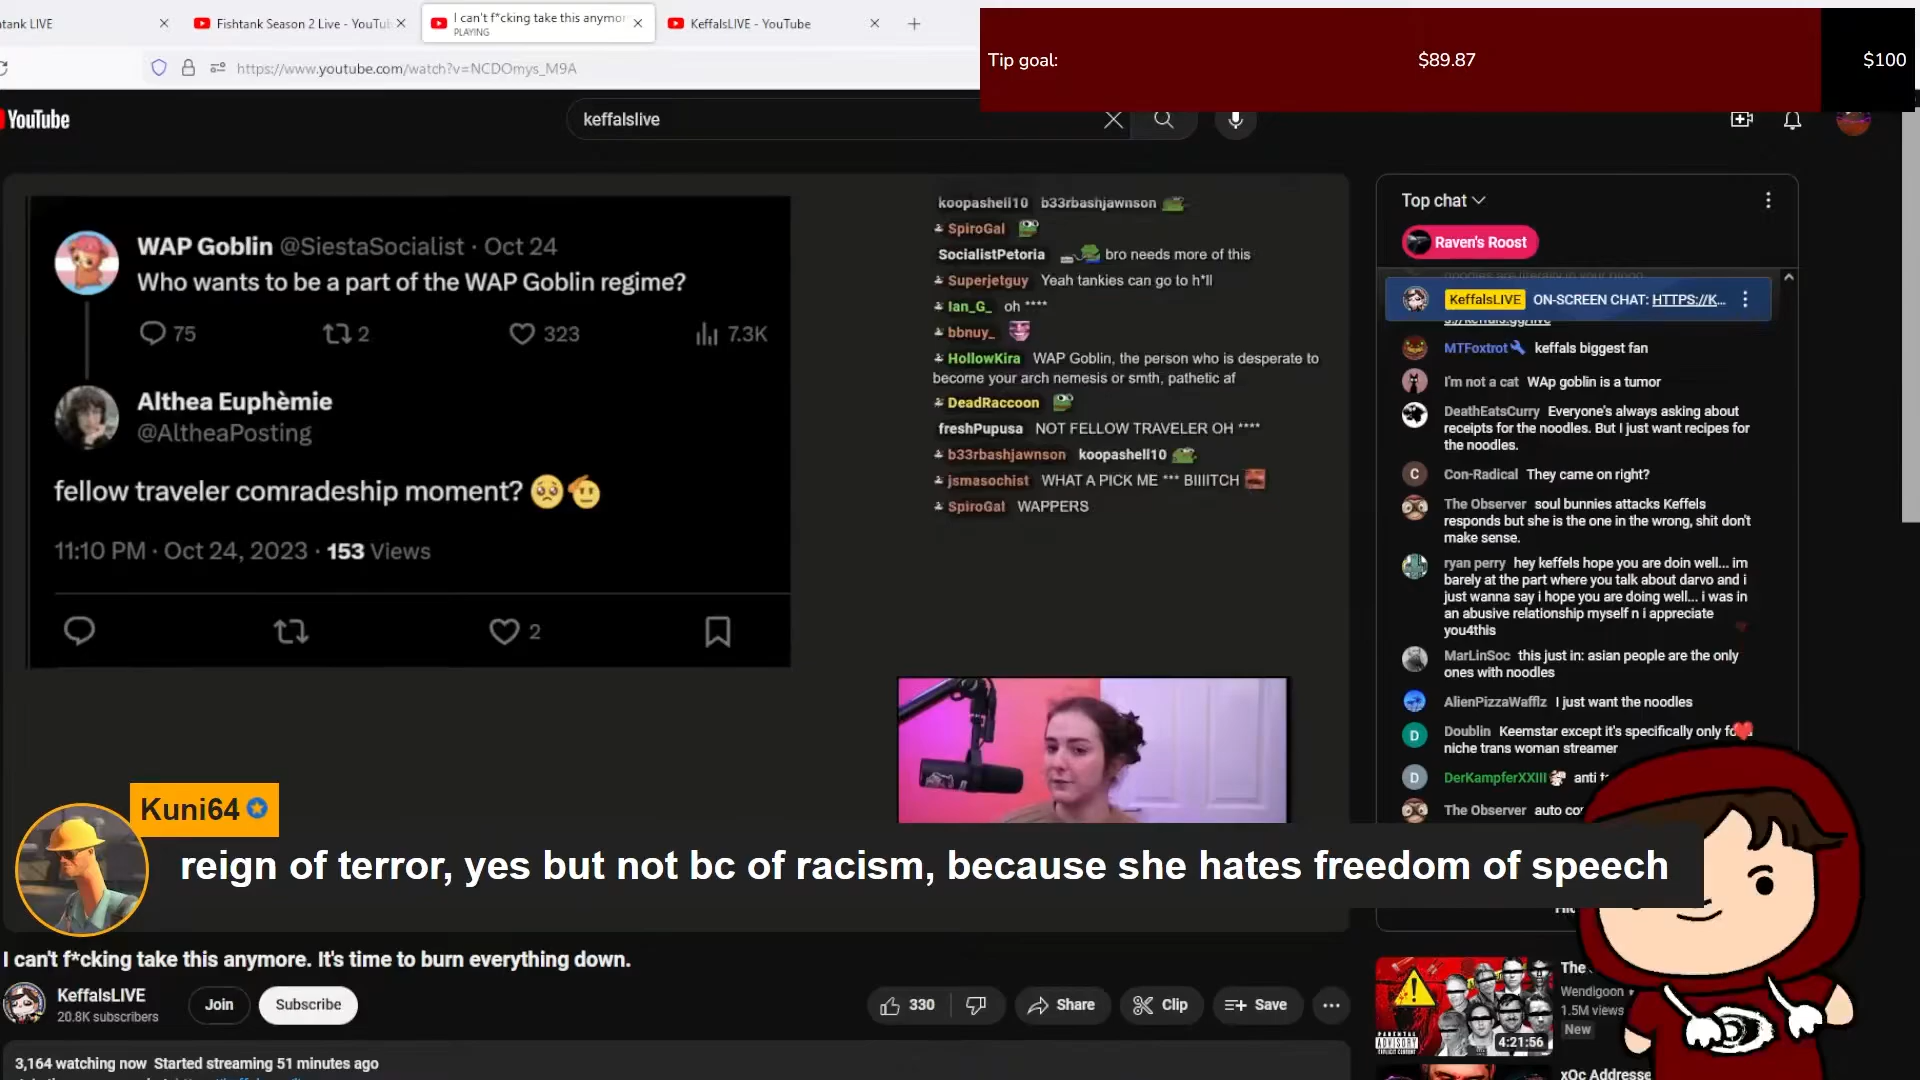 tank LIVE
Fishtank Season 2 Live - YouTu
I can't f*cking take this anymor
PLAYING
KeffalsLIVE - YouTube
https://www.youtube.com/watch?v=NCDOmys_M9A
Tip goal:
$89.87
$100
YouTube
keffalslive
WAP Goblin @SiestaSocialist · Oct 24
Who wants to be a part of the WAP Goblin regime?
75
2
323
7.3K
Althea Euphèmie
@AltheaPosting
fellow traveler comradeship moment?
11:10 PM · Oct 24, 2023 · 153 Views
2
koopashell10 b33rbashjawnson
SpiroGal
SocialistPetoria bro needs more of this
Superjetguy Yeah tankies can go to h*ll
Ian_G_ oh ****
bbnuy_
HollowKira WAP Goblin, the person who is desperate to
become your arch nemesis or smth, pathetic af
DeadRaccoon
freshPupusa NOT FELLOW TRAVELER OH ****
b33rbashjawnson koopashell10
jsmasochist WHAT A PICK ME *** BIIIITCH
SpiroGal WAPPERS
Top chat
Raven's Roost
noodles are literally in your blood
KeffalsLIVE ON-SCREEN CHAT: HTTPS://K...
s://keffals.gg/live
MTFoxtrot keffals biggest fan
I'm not a cat WAp goblin is a tumor
DeathEatsCurry Everyone's always asking about
receipts for the noodles. But I just want recipes for
the noodles.
C
Con-Radical They came on right?
The Observer soul bunnies attacks Keffels
responds but she is the one in the wrong, shit don't
make sense.
ryan perry hey keffels hope you are doin well... im
barely at the part where you talk about darvo and i
just wanna say i hope you are doing well... i was in
an abusive relationship myself n i appreciate
you4this
MarLinSoc this just in: asian people are the only
ones with noodles
AlienPizzaWafflz I just want the noodles
D
Doublin Keemstar except it's specifically only fo
niche trans woman streamer
D
DerKampferXXIII anti t
The Observer auto co
Kuni64
reign of terror, yes but not bc of racism, because she hates freedom of speech
I can't f*cking take this anymore. It's time to burn everything down.
KeffalsLIVE
20.8K subscribers
Join
Subscribe
330
Share
Clip
Save
3,164 watching now Started streaming 51 minutes ago
PARENTAL
ADVISORY
EXPLICIT CONTENT
4:21:56
The
Wendigoon
1.5M views
New
xQc Addresse